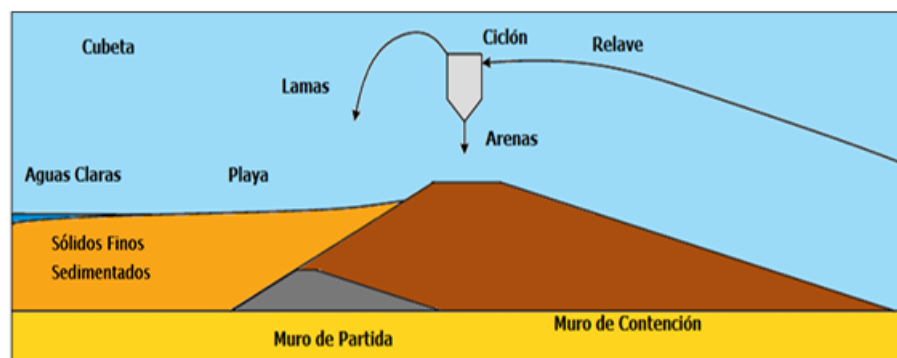 Cubeta
Ciclón
Relave
Lamas
Arenas
Aguas Claras
Playa
Sólidos Finos
Sedimentados
Muro de Partida
Muro de Contención